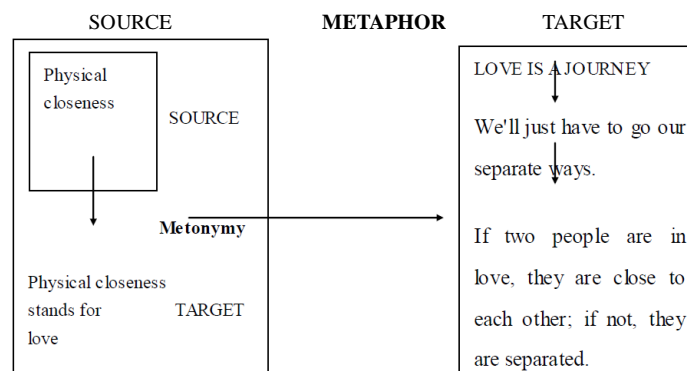 SOURCE METAPHOR TARGET
Physical
closeness
SOURCE
Metonymy
Physical closeness
stands for TARGET
love
LOVE IS A JOURNEY
We'll just have to go our
separate ways.
If two people are in
love, they are close to
each other; if not, they
are separated.